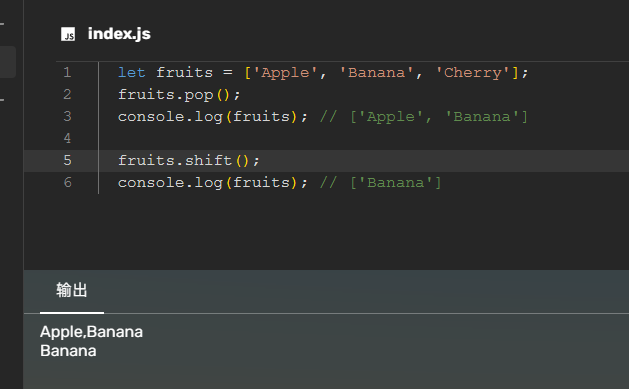 JS index.js
1 let fruits = ['Apple', 'Banana', 'Cherry'];
2 fruits.pop();
3 console.log(fruits); // ['Apple', 'Banana']
4
5 fruits.shift();
6 console.log(fruits); // ['Banana']
输出
Apple,Banana
Banana